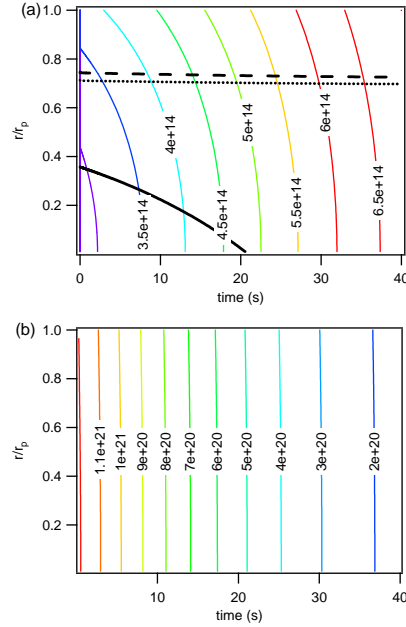 (a)
1.0
0.8
0.6
0.4
0.2
r/rp
3.5e+14
4e+14
4.5e+14
5e+14
5.5e+14
6e+14
6.5e+14
0
10
20
30
40
time (s)
(b)
1.0
0.8
0.6
0.4
0.2
r/rp
1.1e+21
1e+21
9e+20
8e+20
7e+20
6e+20
5e+20
4e+20
3e+20
2e+20
10
20
30
40
time (s)